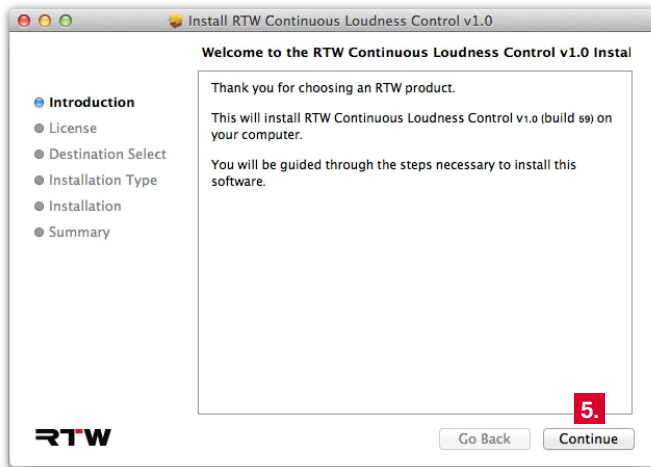 Install RTW Continuous Loudness Control v1.0
Welcome to the RTW Continuous Loudness Control v1.0 Instal
Introduction
License
Destination Select
Installation Type
Installation
Summary
Thank you for choosing an RTW product.
This will install RTW Continuous Loudness Control v1.0 (build 59) on
your computer.
You will be guided through the steps necessary to install this
software.
5.
RTW
Go Back
Continue